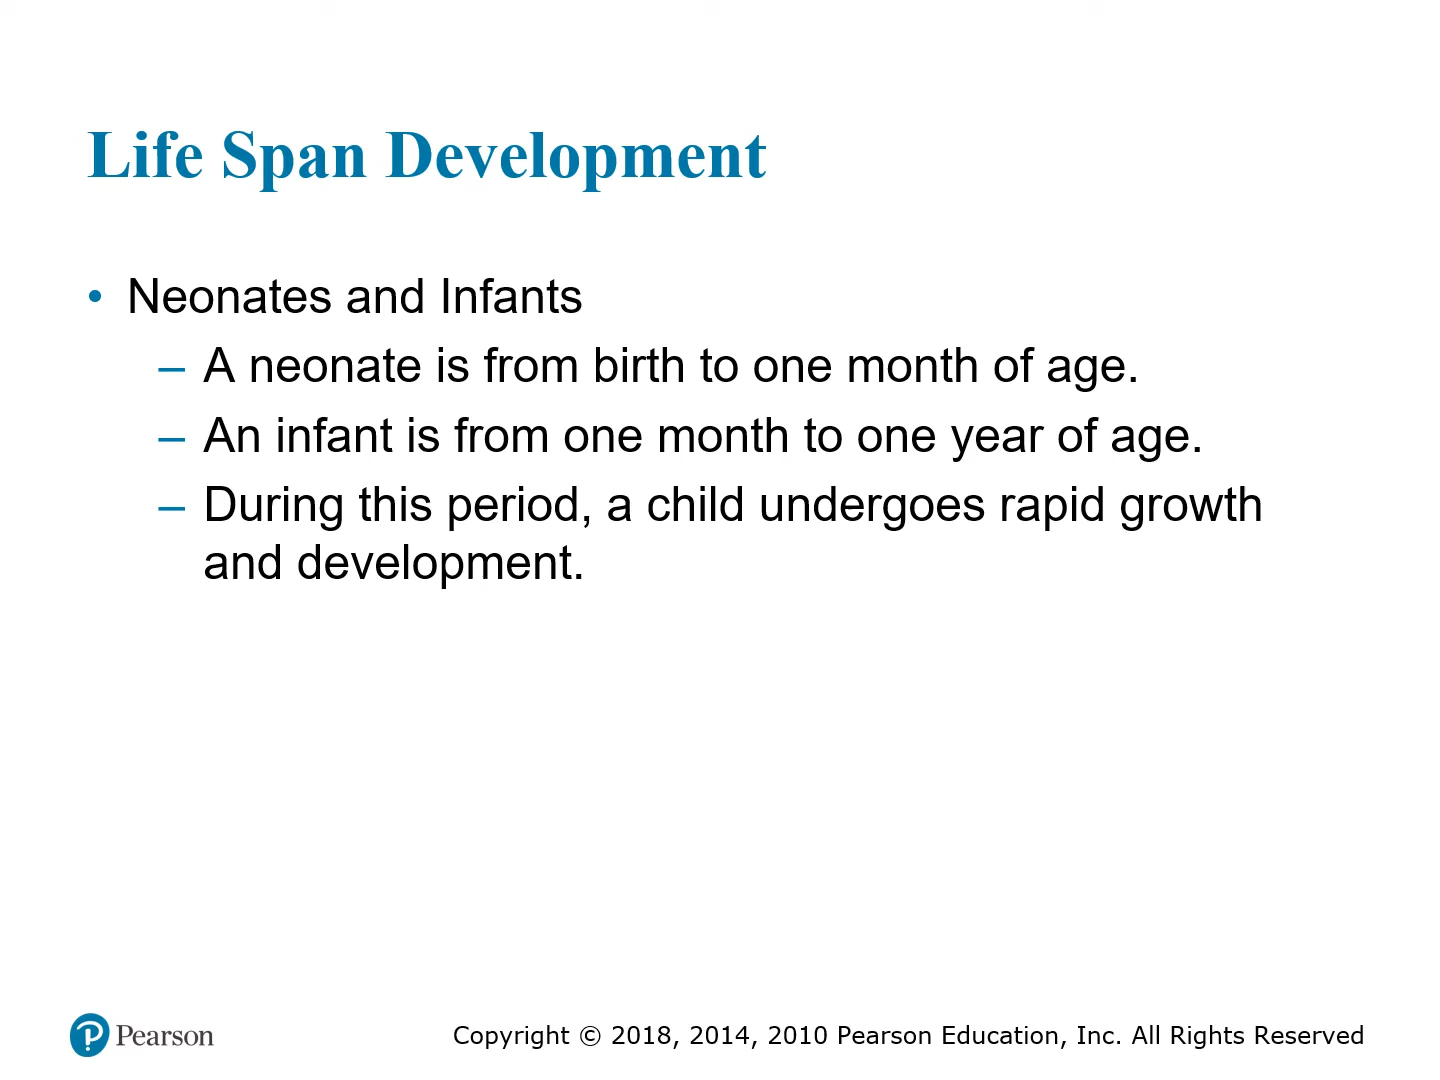 Life Span Development
• Neonates and Infants
– A neonate is from birth to one month of age.
– An infant is from one month to one year of age.
– During this period, a child undergoes rapid growth
and development.
Pearson
Copyright © 2018, 2014, 2010 Pearson Education, Inc. All Rights Reserved